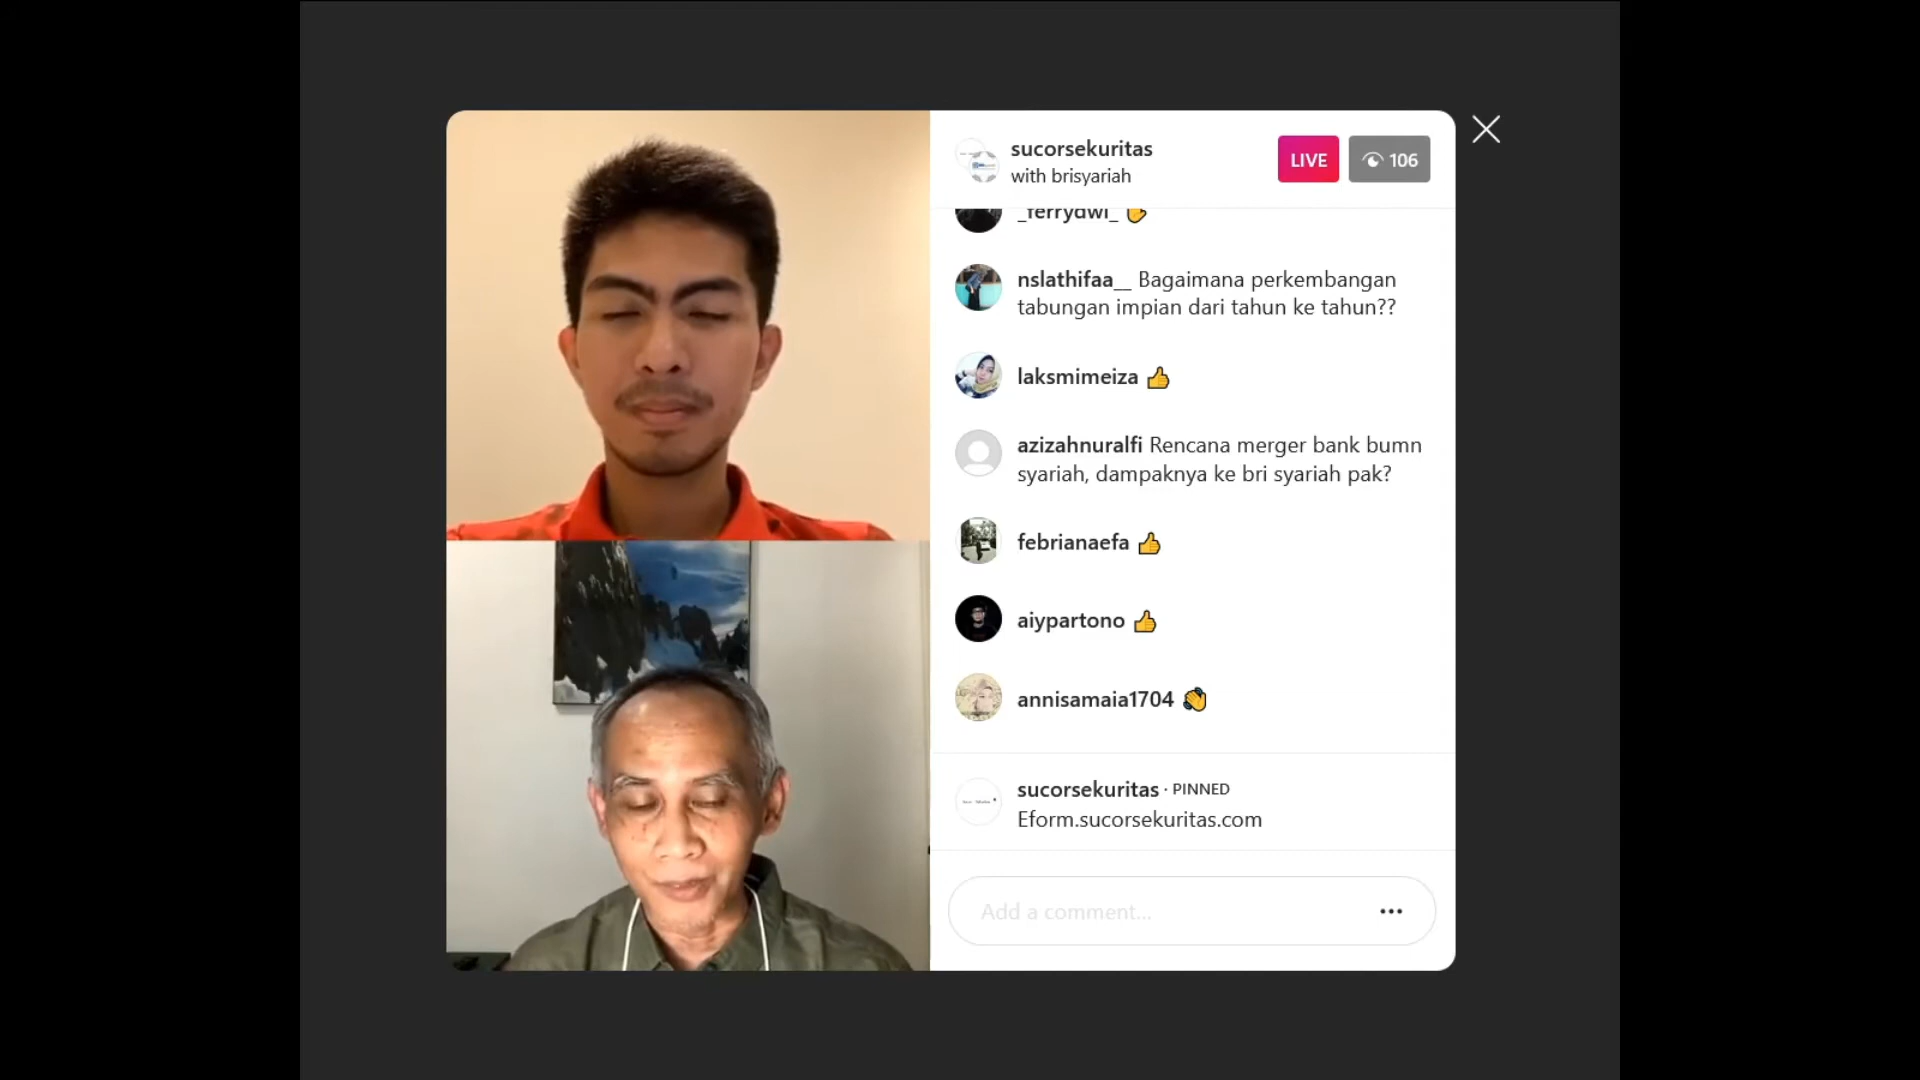 sucorsekuritas
with brisyariah
LIVE
106
_ferrydwi_
nslathifaa__ Bagaimana perkembangan
tabungan impian dari tahun ke tahun??
laksmimeiza
azizahnuralfi Rencana merger bank bumn
syariah, dampaknya ke bri syariah pak?
febrianaefa
aiypartono
annisamaia1704
sucorsekuritas · PINNED
Eform.sucorsekuritas.com
Add a comment...